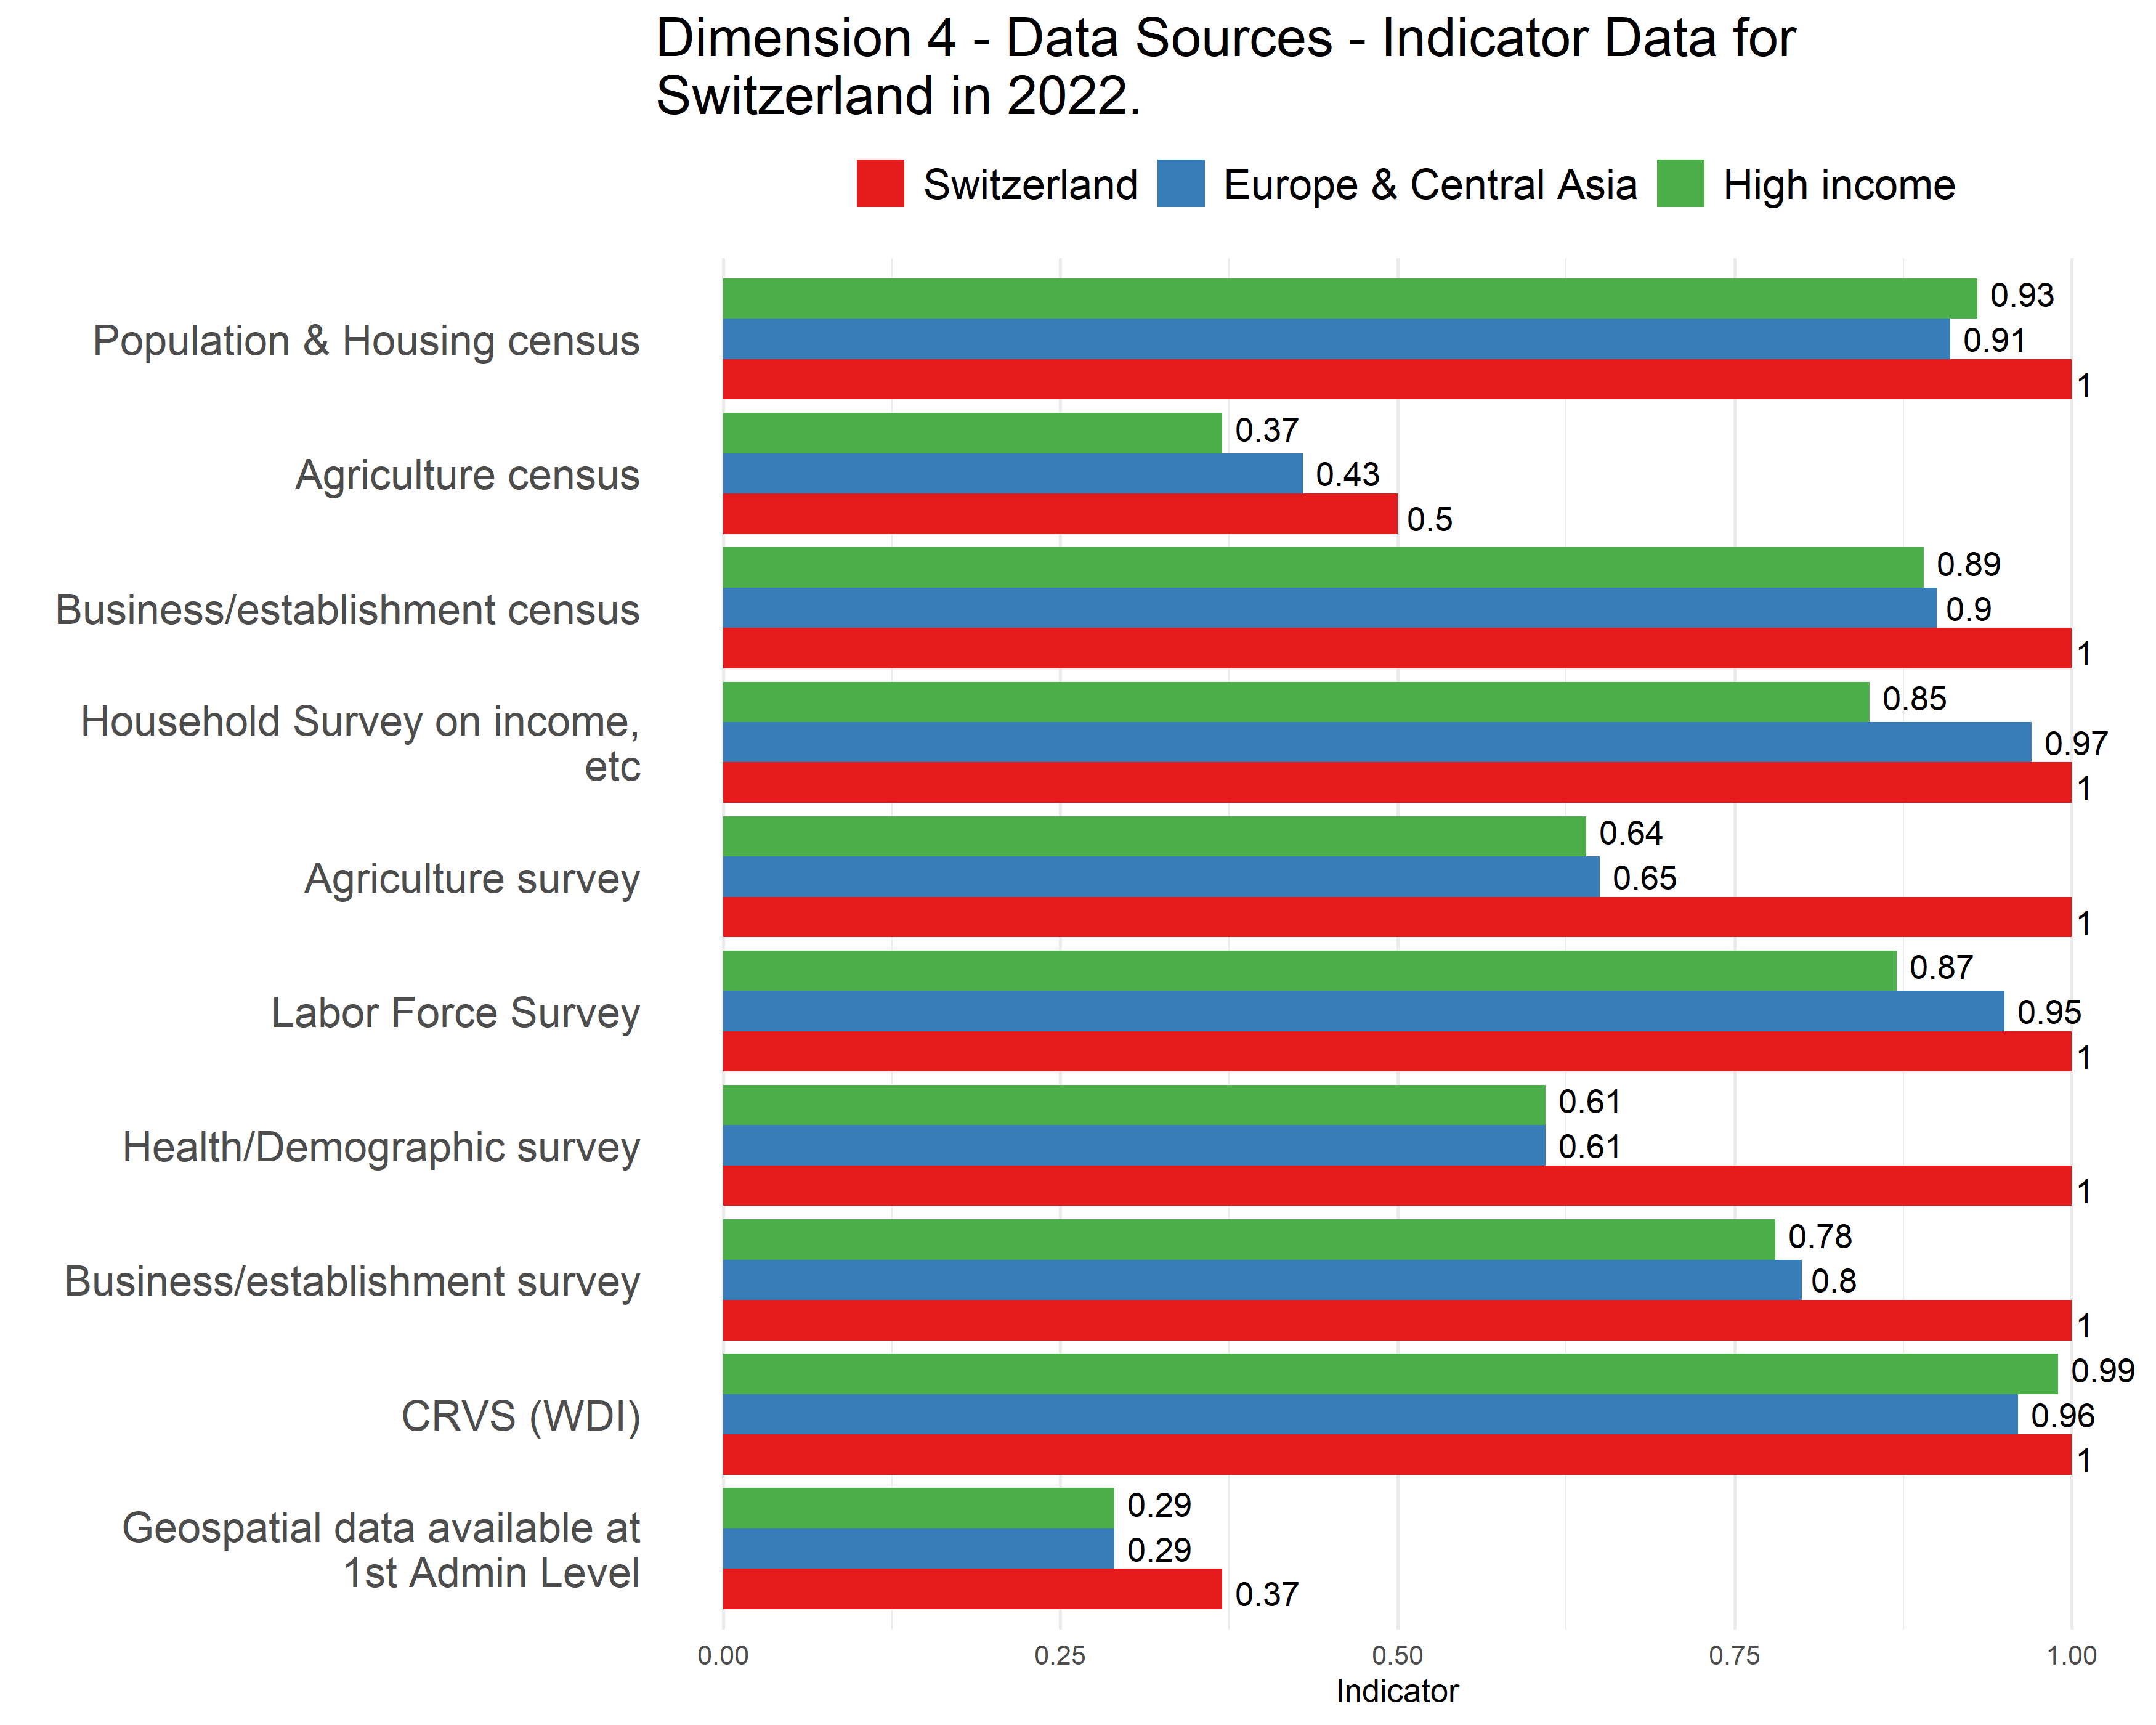 Dimension 4 - Data Sources - Indicator Data for
Switzerland in 2022.
Switzerland
Europe & Central Asia
High income
Population & Housing census
0.93
0.91
1
Agriculture census
0.37
0.43
0.5
Business/establishment census
0.89
0.9
1
Household Survey on income,
etc
0.85
0.97
1
Agriculture survey
0.64
0.65
1
Labor Force Survey
0.87
0.95
1
Health/Demographic survey
0.61
0.61
1
Business/establishment survey
0.78
0.8
1
CRVS (WDI)
0.99
0.96
1
Geospatial data available at
1st Admin Level
0.29
0.29
0.37
0.00
0.25
0.50
0.75
1.00
Indicator